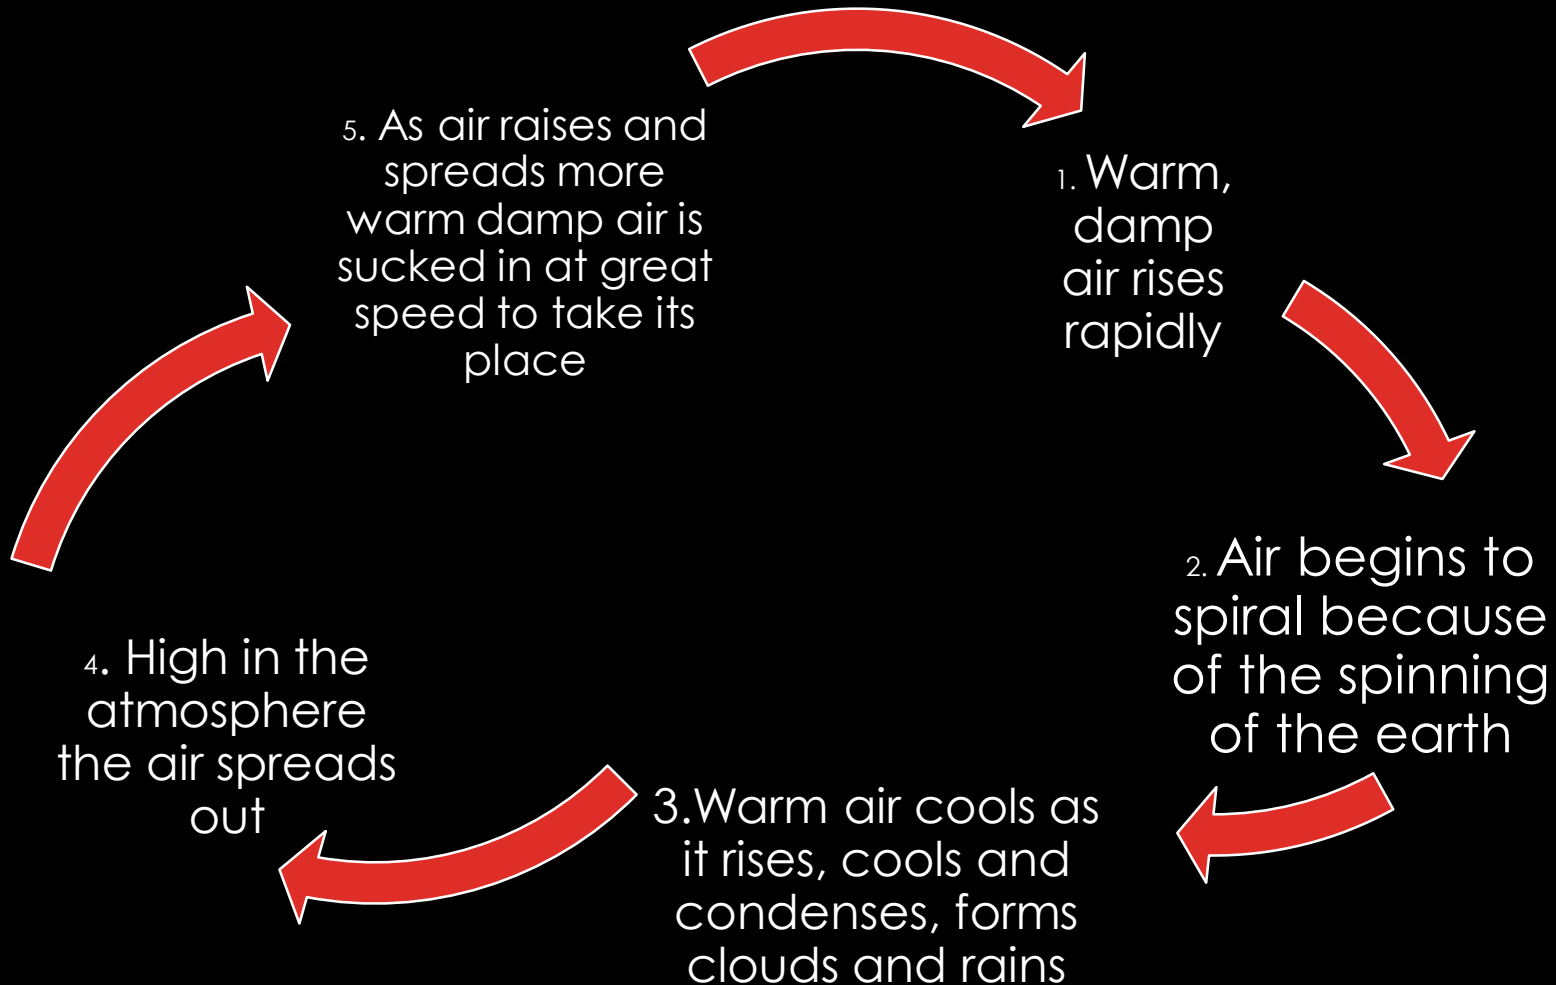 1. Warm,
damp
air rises
rapidly
2. Air begins to
spiral because
of the spinning
of the earth
3.Warm air cools as
it rises, cools and
condenses, forms
clouds and rains
4. High in the
atmosphere
the air spreads
out
5. As air raises and
spreads more
warm damp air is
sucked in at great
speed to take its
place